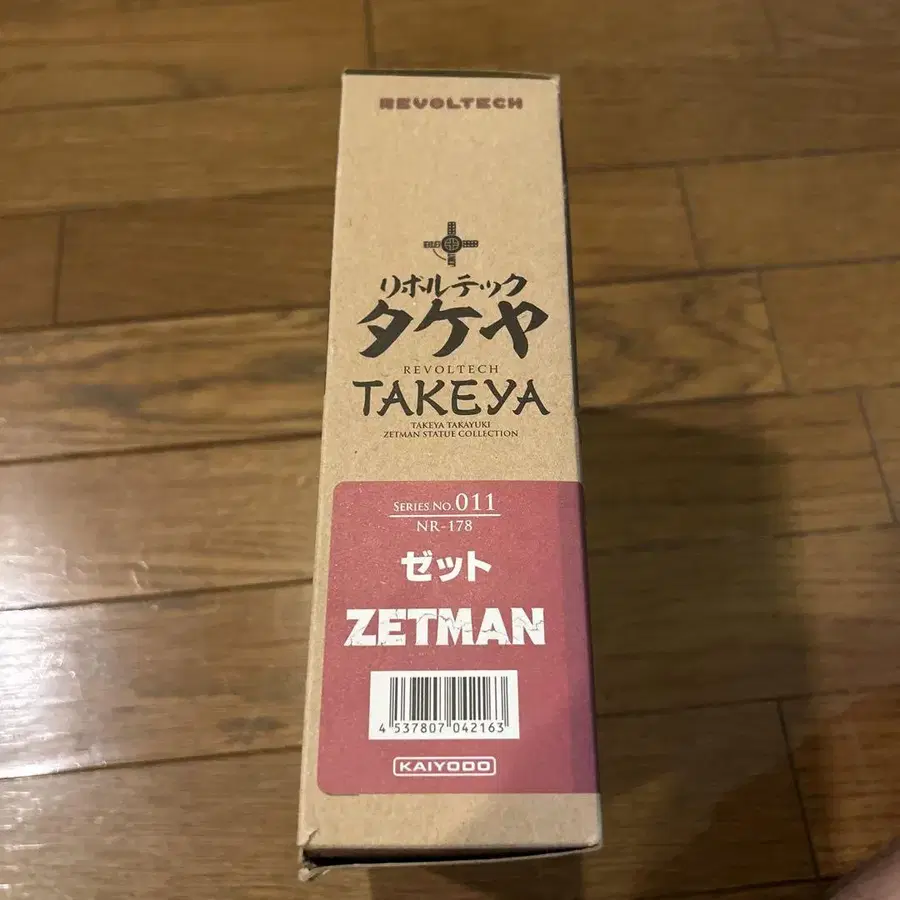 REVOLTECH
リボルテック
タケヤ
REVOLTECH
TAKEYA
TAKEYA TAKAYUKI
ZETMAN STATUE COLLECTION
SERIES NO.011
NR-178
ゼット
ZETMAN
4 537807 042163
KAIYODO